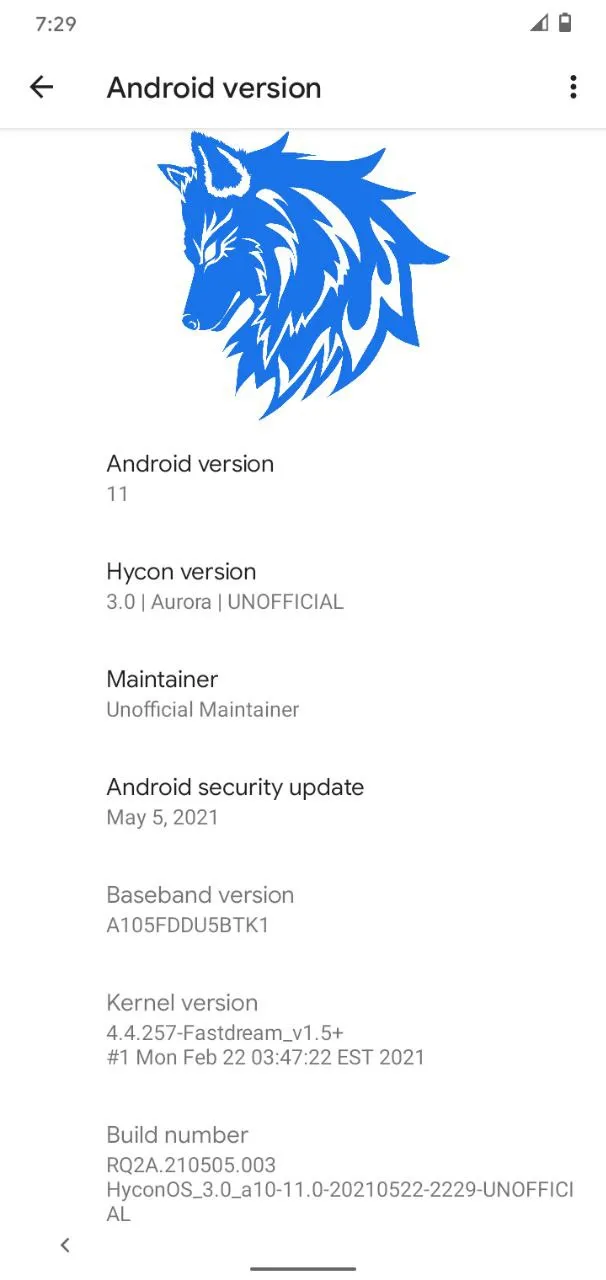 7:29
Android version
Android version
11
Hycon version
3.0 | Aurora | UNOFFICIAL
Maintainer
Unofficial Maintainer
Android security update
May 5, 2021
Baseband version
A105FDDU5BTK1
Kernel version
4.4.257-Fastdream_v1.5+
#1 Mon Feb 22 03:47:22 EST 2021
Build number
RQ2A.210505.003
HyconOS_3.0_a10-11.0-20210522-2229-UNOFFICI
AL